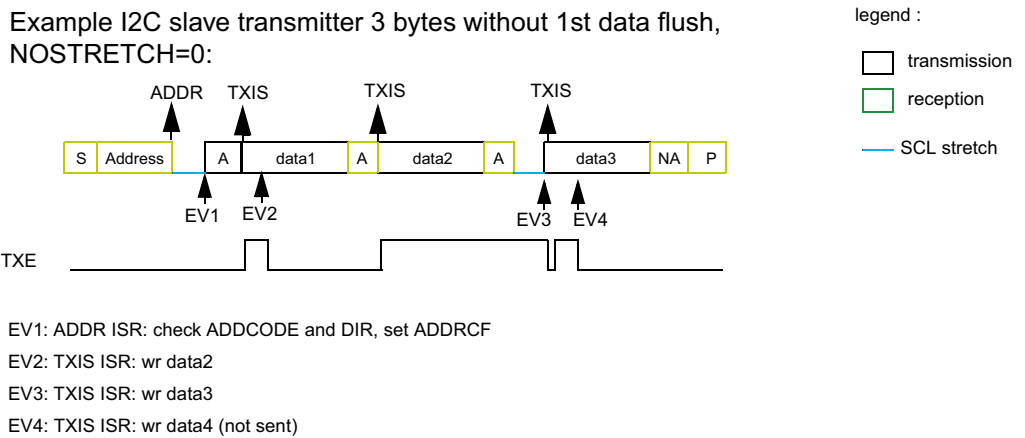 Example I2C slave transmitter 3 bytes without 1st data flush,
NOSTRETCH=0:
legend :
transmission
reception
SCL stretch
ADDR TXIS TXIS TXIS
S Address A data1 A data2 A data3 NA P
EV1 EV2 EV3 EV4
TXE
EV1: ADDR ISR: check ADDCODE and DIR, set ADDRCF
EV2: TXIS ISR: wr data2
EV3: TXIS ISR: wr data3
EV4: TXIS ISR: wr data4 (not sent)